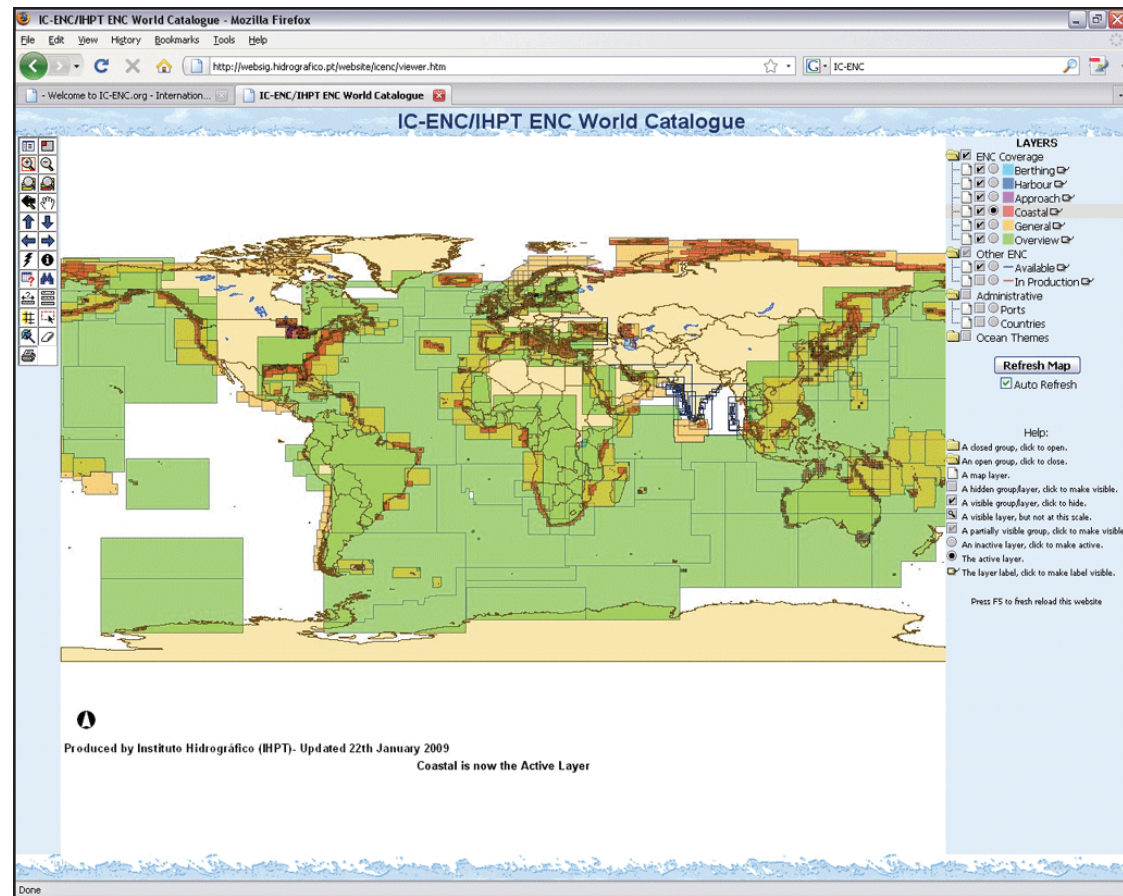 IC-ENC/IHPT ENC World Catalogue - Mozilla Firefox
File Edit View History Bookmarks Tools Help
http://websig.hidrografico.pt/website/icenc/viewer.htm
IC-ENC
- Welcome to IC-ENC.org - Internation...
IC-ENC/IHPT ENC World Catalogue
IC-ENC/IHPT ENC World Catalogue
LAYERS
ENC Coverage
Berthing
Harbour
Approach
Coastal
General
Overview
Other ENC
Available
In Production
Administrative
Ports
Countries
Ocean Themes
Refresh Map
Auto Refresh
Help:
A closed group, click to open.
An open group, click to close.
A map layer.
A hidden group/layer, click to make visible.
A visible group/layer, click to hide.
A visible layer, but not at this scale.
A partially visible group, click to make visible
An inactive layer, click to make active.
The active layer.
The layer label, click to make label visible.
Press F5 to fresh reload this website
Produced by Instituto Hidrográfico (IHPT)- Updated 22th January 2009
Coastal is now the Active Layer
Done